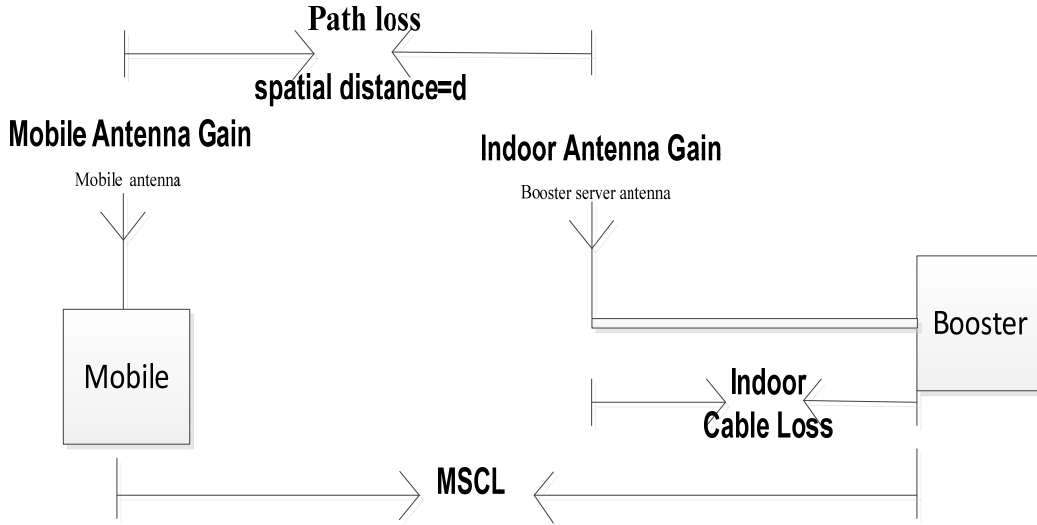 Path loss
spatial distance=d
Mobile Antenna Gain
Indoor Antenna Gain
Mobile antenna
Booster server antenna
Booster
Mobile
Indoor
Cable Loss
MSCL